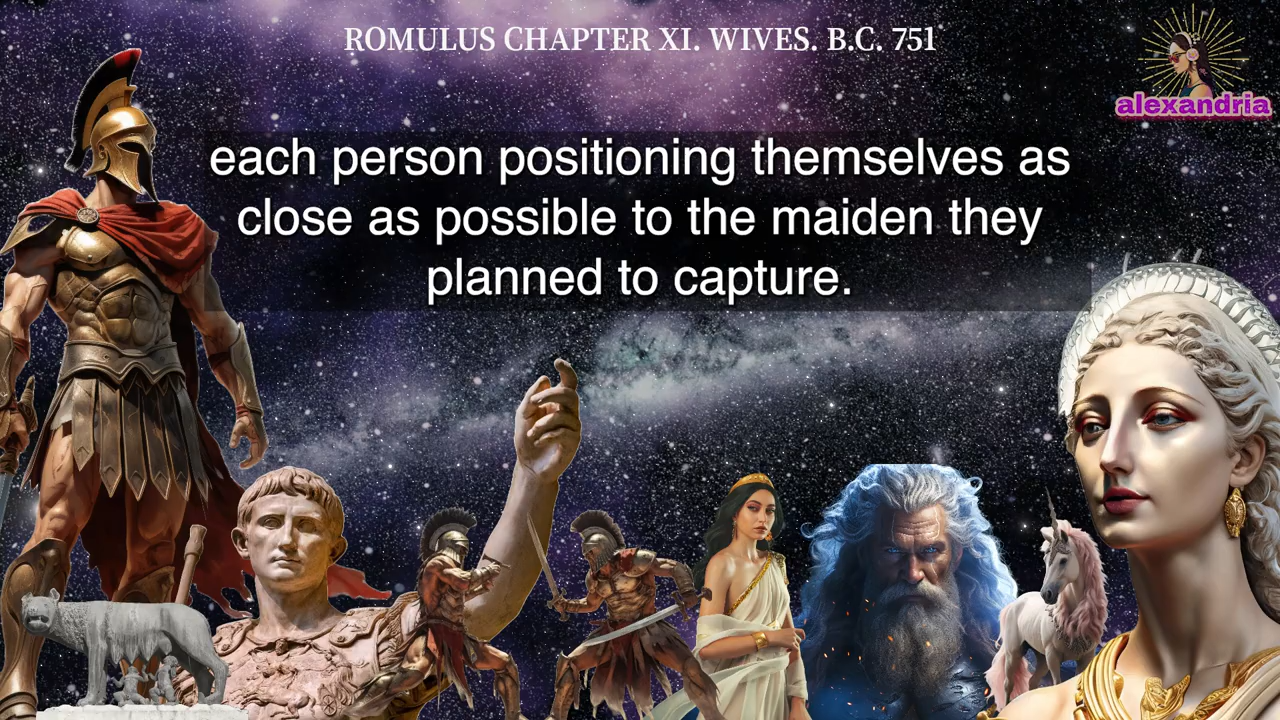 ROMULUS CHAPTER XI. WIVES. B.C. 751
alexandria
each person positioning themselves as
close as possible to the maiden they
planned to capture.